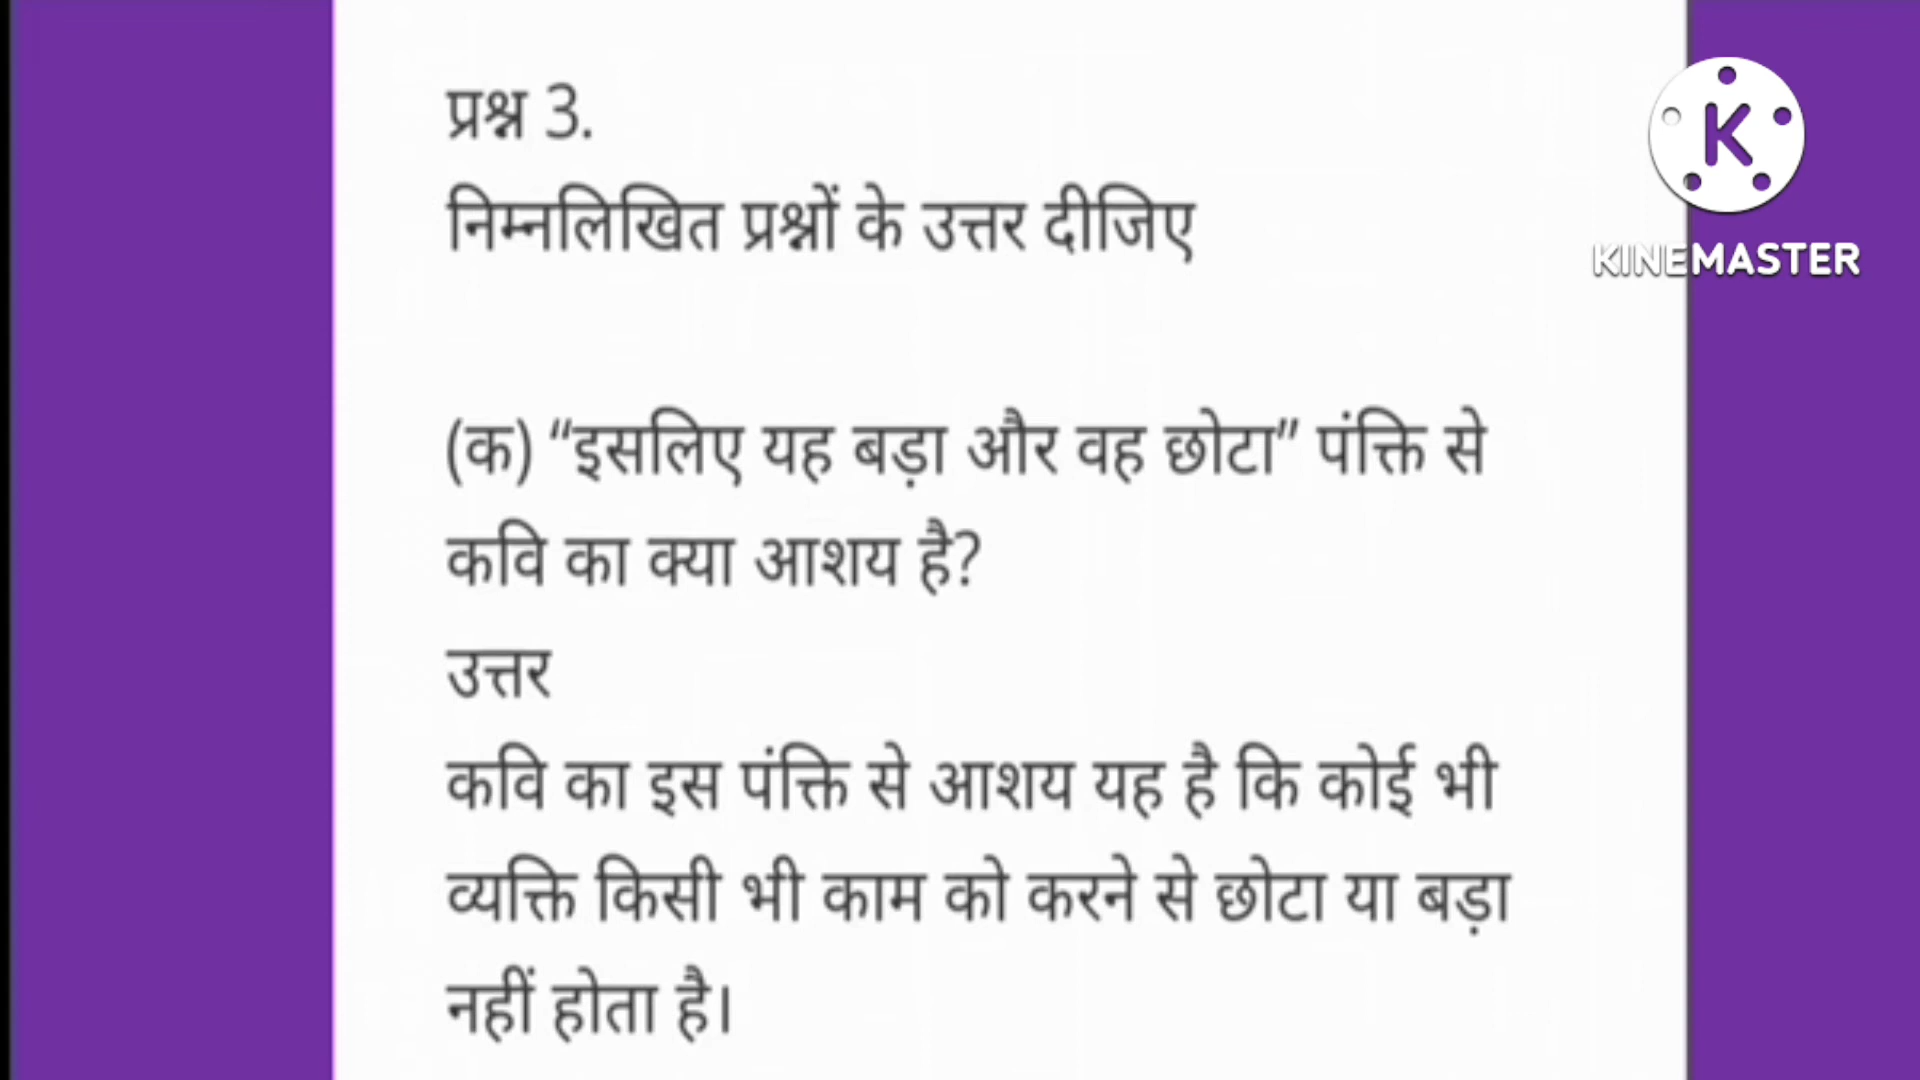 प्रश्न 3.
निम्नलिखित प्रश्नों के उत्तर दीजिए
(क) “इसलिए यह बड़ा और वह छोटा” पंक्ति से
कवि का क्या आशय है?
उत्तर
कवि का इस पंक्ति से आशय यह है कि कोई भी
व्यक्ति किसी भी काम को करने से छोटा या बड़ा
नहीं होता है।
K
KINEMASTER